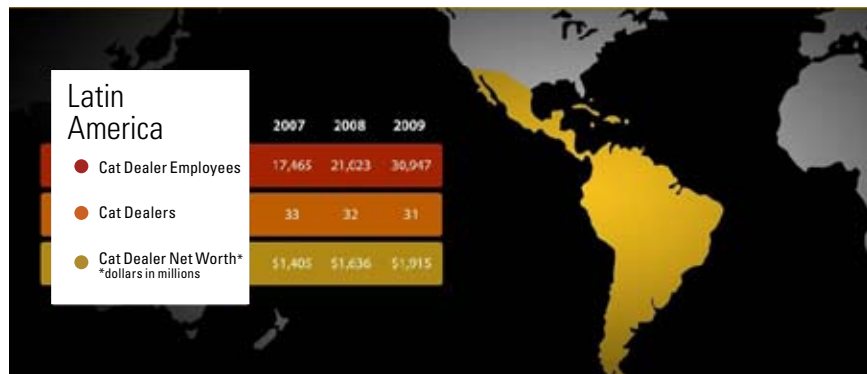 Latin
America
2007 2008 2009
Cat Dealer Employees 17,465 21,023 30,947
Cat Dealers 33 32 31
Cat Dealer Net Worth* $1,405 $1,636 $1,915
*dollars in millions